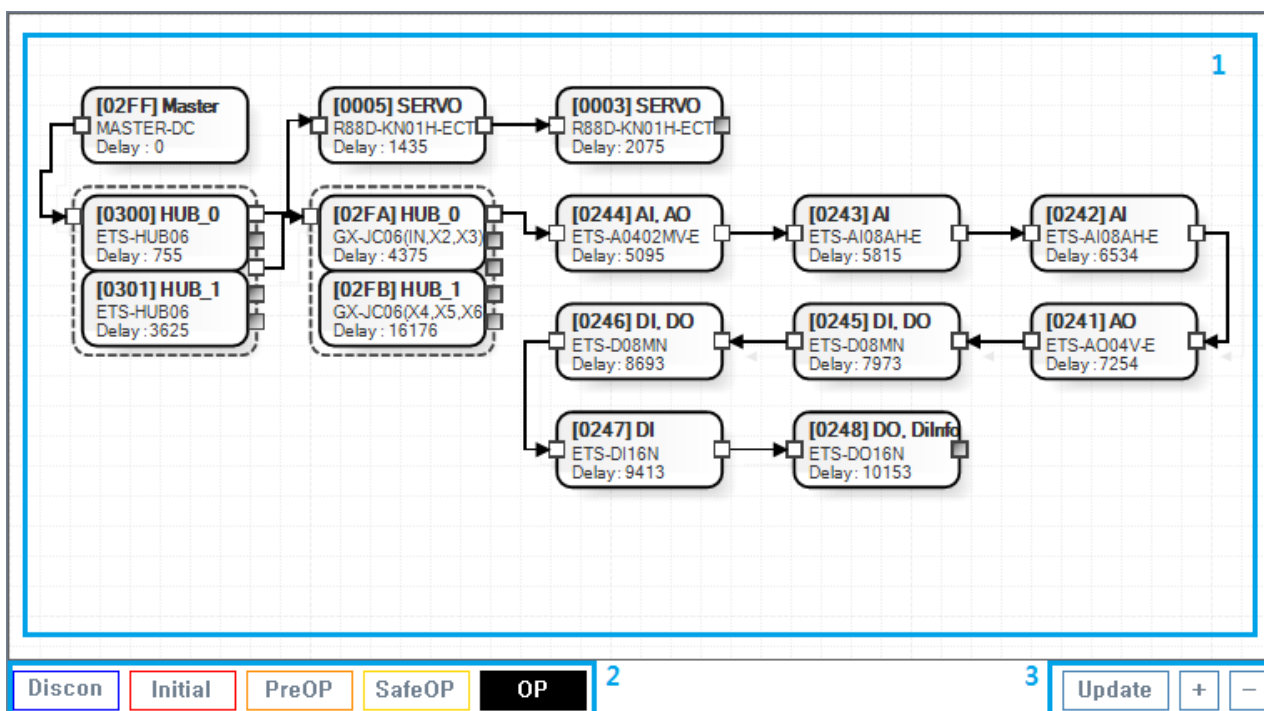 1
[02FF] Master
MASTER-DC
Delay : 0
[0005] SERVO
R88D-KN01H-ECT
Delay : 1435
[0003] SERVO
R88D-KN01H-ECT
Delay : 2075
[0300] HUB_0
ETS-HUB06
Delay : 755
[0301] HUB_1
ETS-HUB06
Delay : 3625
[02FA] HUB_0
GX-JC06(IN,X2,X3)
Delay : 4375
[02FB] HUB_1
GX-JC06(X4,X5,X6
Delay : 16176
[0244] AI, AO
ETS-A0402MV-E
Delay : 5095
[0243] AI
ETS-AI08AH-E
Delay : 5815
[0242] AI
ETS-AI08AH-E
Delay : 6534
[0246] DI, DO
ETS-D08MN
Delay : 8693
[0245] DI, DO
ETS-D08MN
Delay : 7973
[0241] AO
ETS-AO04V-E
Delay : 7254
[0247] DI
ETS-DI16N
Delay : 9413
[0248] DO, DiInfo
ETS-DO16N
Delay : 10153
Discon Initial PreOP SafeOP OP 2
3 Update + −